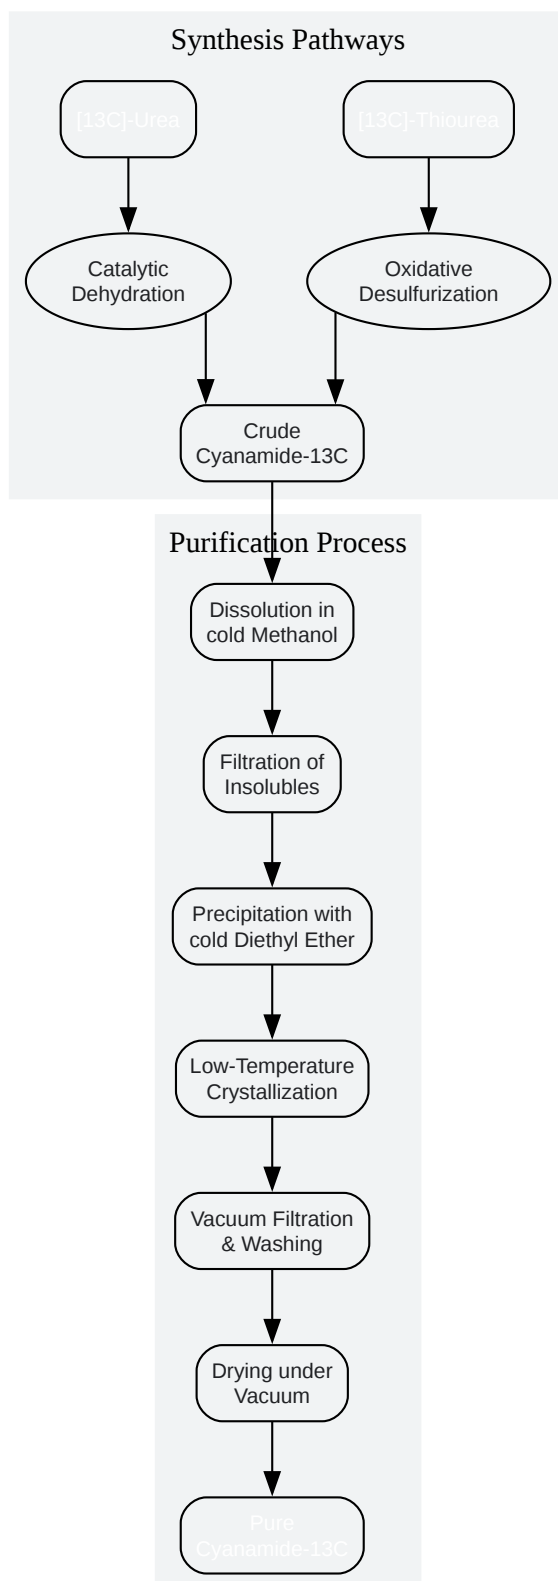 Synthesis Pathways
[13C]-Urea
[13C]-Thiourea
Catalytic
Dehydration
Oxidative
Desulfurization
Crude
Cyanamide-13C
Purification Process
Dissolution in
cold Methanol
Filtration of
Insolubles
Precipitation with
cold Diethyl Ether
Low-Temperature
Crystallization
Vacuum Filtration
& Washing
Drying under
Vacuum
Pure
Cyanamide-13C